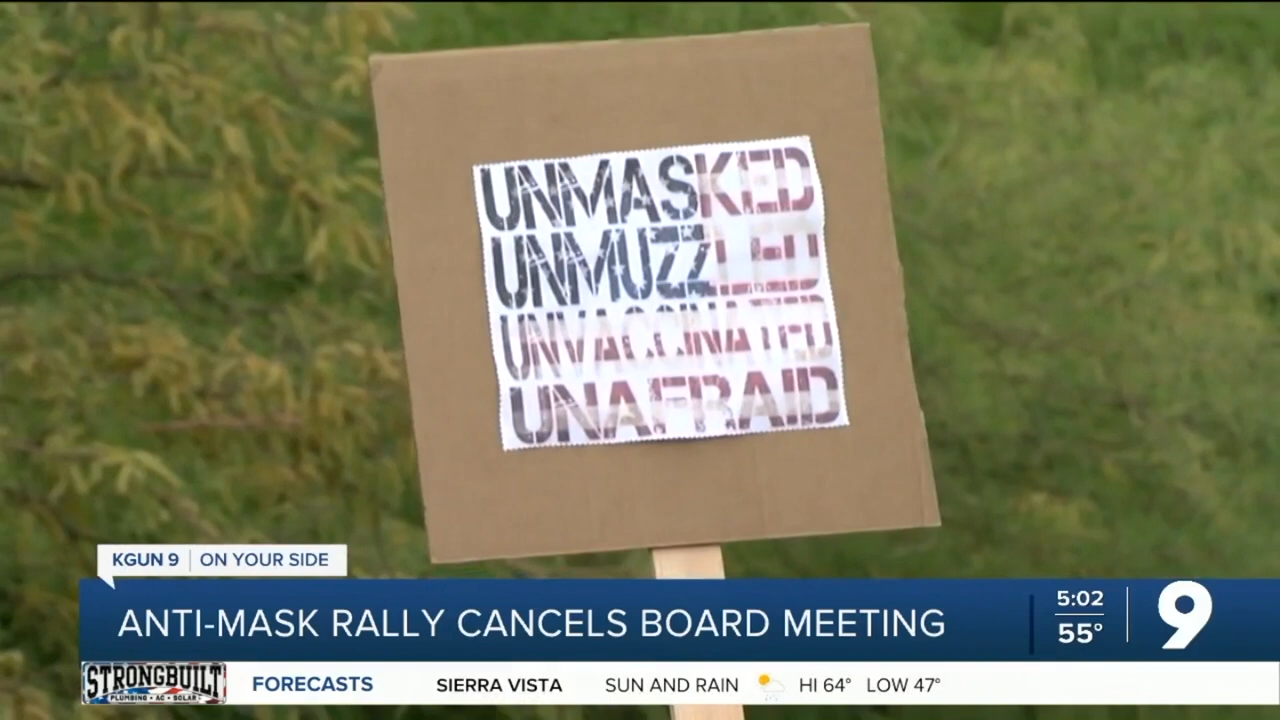 UNMASKED
UNMUZZLED
UNVACCINATED
UNAFRAID
KGUN 9 | ON YOUR SIDE
ANTI-MASK RALLY CANCELS BOARD MEETING
5:02
55°
9
STRONGBUILT
PLUMBING • AC • SOLAR
FORECASTS SIERRA VISTA SUN AND RAIN HI 64° LOW 47°